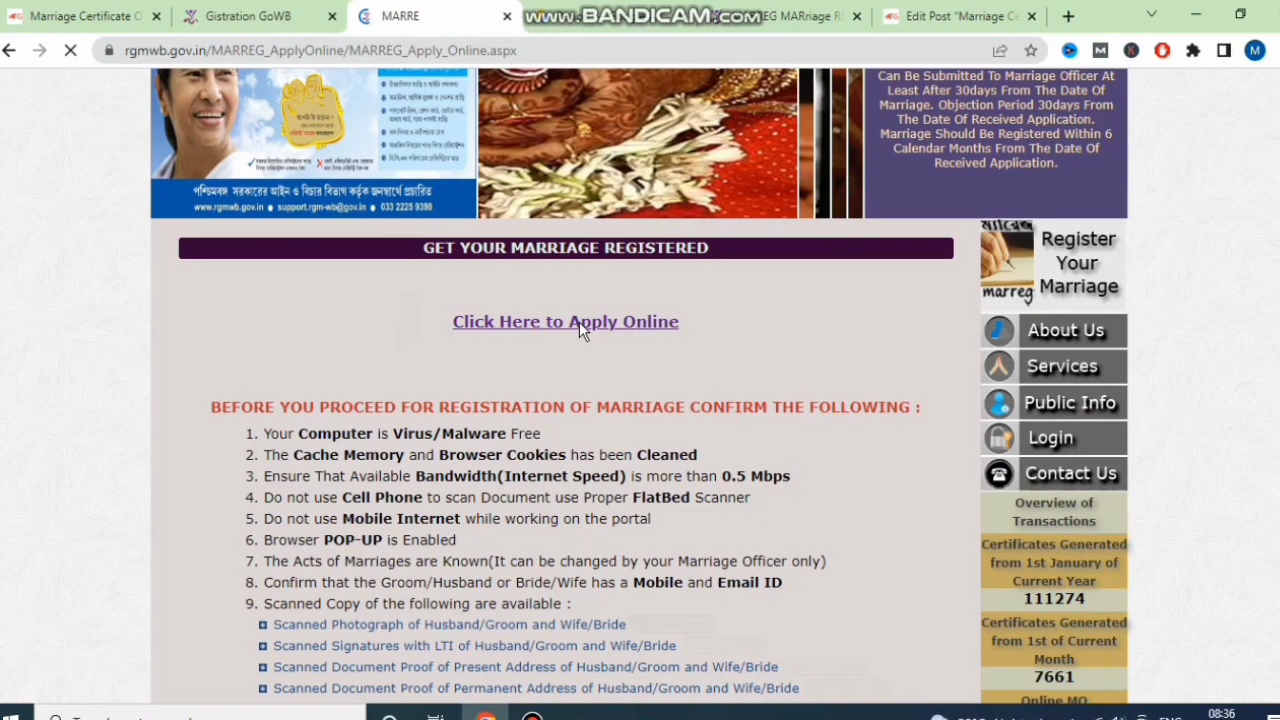 Marriage Certificate O
Gistration GoWB
MARRE
www.BANDICAM.com
EG MARriage R
Edit Post "Marriage Ce
rgmwb.gov.in/MARREG_ApplyOnline/MARREG_Apply_Online.aspx
M
পশ্চিমবঙ্গ সরকারের আইন ও বিচার বিভাগ কর্তৃক জনস্বার্থে প্রচারিত
www.rgmwb.gov.in ● support.rgm-wb@gov.in ● 033 2225 9398
Can Be Submitted To Marriage Officer At
Least After 30days From The Date Of
Marriage. Objection Period 30days From
The Date Of Received Application.
Marriage Should Be Registered Within 6
Calendar Months From The Date Of
Received Application.
GET YOUR MARRIAGE REGISTERED
Click Here to Apply Online
BEFORE YOU PROCEED FOR REGISTRATION OF MARRIAGE CONFIRM THE FOLLOWING :
1. Your Computer is Virus/Malware Free
2. The Cache Memory and Browser Cookies has been Cleaned
3. Ensure That Available Bandwidth(Internet Speed) is more than 0.5 Mbps
4. Do not use Cell Phone to scan Document use Proper FlatBed Scanner
5. Do not use Mobile Internet while working on the portal
6. Browser POP-UP is Enabled
7. The Acts of Marriages are Known(It can be changed by your Marriage Officer only)
8. Confirm that the Groom/Husband or Bride/Wife has a Mobile and Email ID
9. Scanned Copy of the following are available :
Scanned Photograph of Husband/Groom and Wife/Bride
Scanned Signatures with LTI of Husband/Groom and Wife/Bride
Scanned Document Proof of Present Address of Husband/Groom and Wife/Bride
Scanned Document Proof of Permanent Address of Husband/Groom and Wife/Bride
marreg
Register
Your
Marriage
About Us
Services
Public Info
Login
Contact Us
Overview of
Transactions
Certificates Generated
from 1st January of
Current Year
111274
Certificates Generated
from 1st of Current
Month
7661
Online MO
08:36